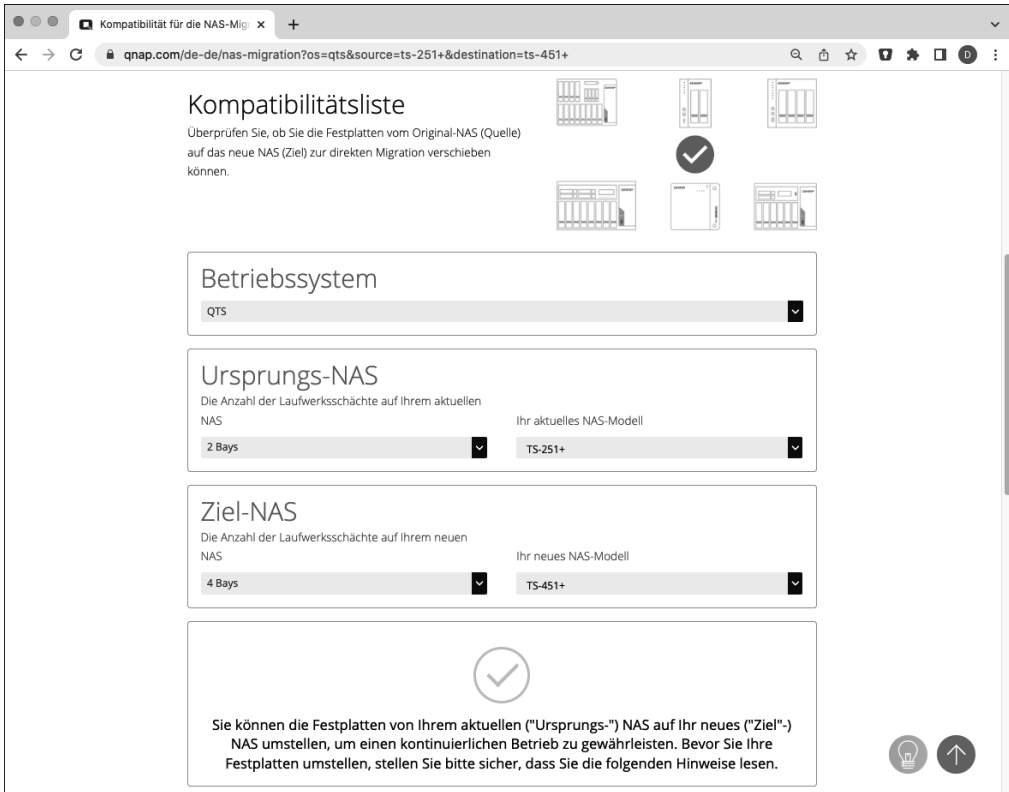 Kompatibilität für die NAS-Mig
qnap.com/de-de/nas-migration?os=qts&source=ts-251+&destination=ts-451+
D
Kompatibilitätsliste
Überprüfen Sie, ob Sie die Festplatten vom Original-NAS (Quelle)
auf das neue NAS (Ziel) zur direkten Migration verschieben
können.
Betriebssystem
QTS
Ursprungs-NAS
Die Anzahl der Laufwerksschächte auf Ihrem aktuellen
NAS
Ihr aktuelles NAS-Modell
2 Bays
TS-251+
Ziel-NAS
Die Anzahl der Laufwerksschächte auf Ihrem neuen
NAS
Ihr neues NAS-Modell
4 Bays
TS-451+
Sie können die Festplatten von Ihrem aktuellen ("Ursprungs-") NAS auf Ihr neues ("Ziel"-)
NAS umstellen, um einen kontinuierlichen Betrieb zu gewährleisten. Bevor Sie Ihre
Festplatten umstellen, stellen Sie bitte sicher, dass Sie die folgenden Hinweise lesen.